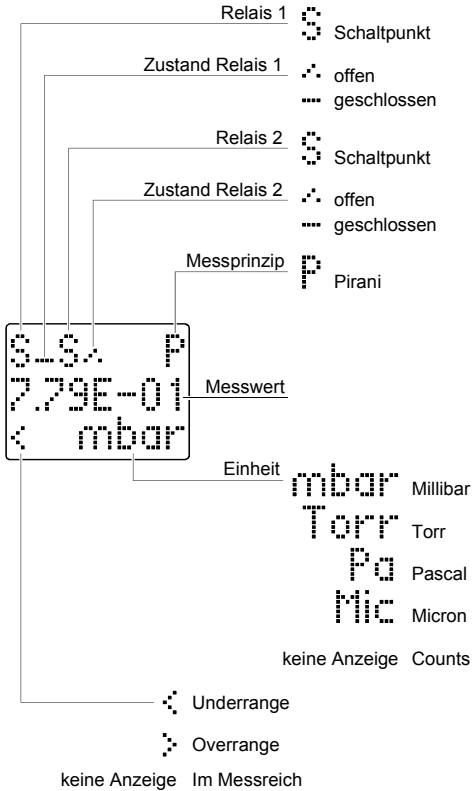 Relais 1 S Schaltpunkt
Zustand Relais 1 offen
geschlossen
Relais 2 S Schaltpunkt
Zustand Relais 2 offen
geschlossen
Messprinzip P Pirani
S S P
7.79E-01 Messwert
< mbar
Einheit mbar Millibar
Torr Torr
Pa Pascal
Mic Micron
keine Anzeige Counts
< Underrange
> Overrange
keine Anzeige Im Messreich